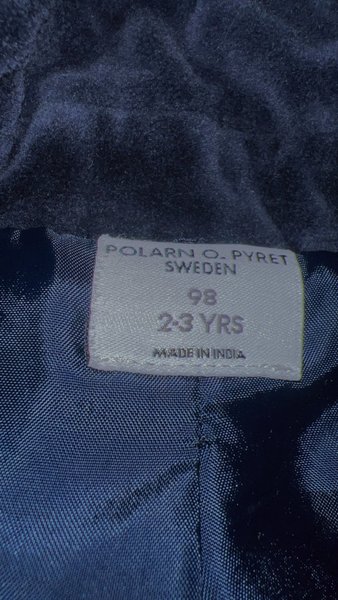 POLARN O. PYRET
SWEDEN
98
2-3 YRS
MADE IN INDIA